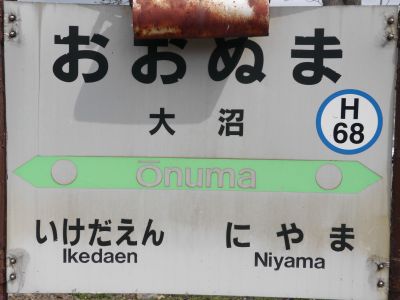 おおぬま
大沼
H
68
Ōnuma
いけだえん にやま
Ikedaen Niyama